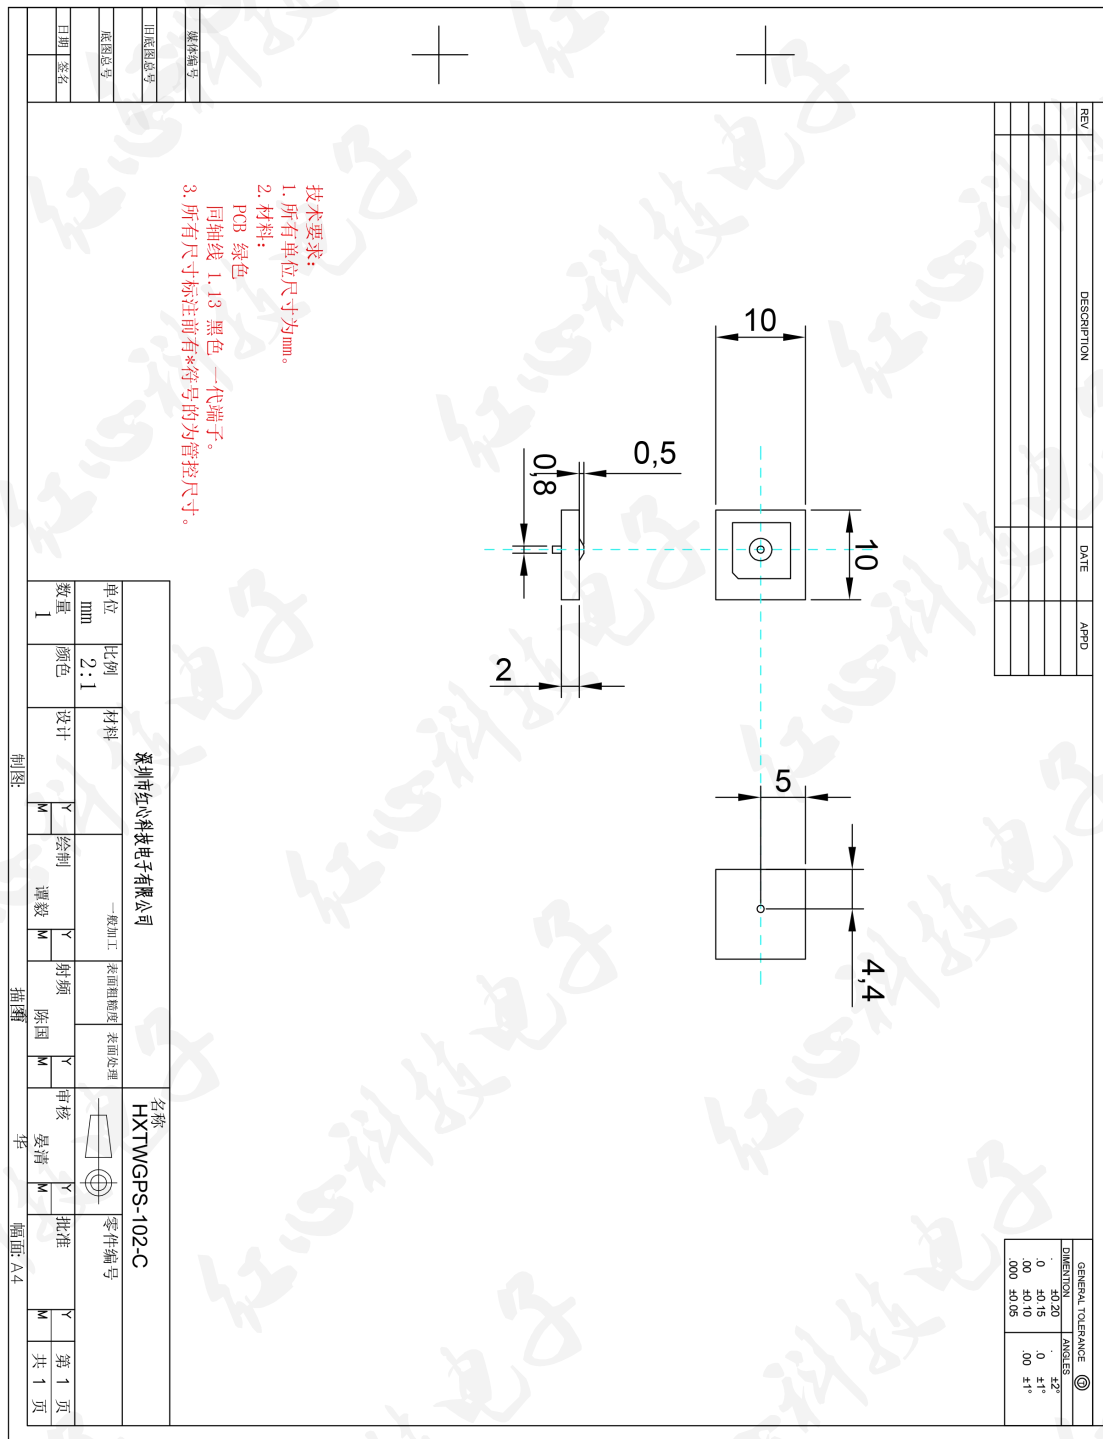 REV DESCRIPTION DATE APPD
GENERAL TOLERANCE
DIMENTION ANGLES
. ±0.20 . ±2°
.0 ±0.15 .0 ±1°
.00 ±0.10 .00 ±1°
.000 ±0.05
媒体编号
旧底图总号
底图总号
日期 签名
10
10
0,5
0,8
2
5
4,4
技术要求:
1.所有单位尺寸为mm。
2.材料:
PCB 绿色
同轴线 1.13 黑色 一代端子。
3.所有尺寸标注前有*符号的为管控尺寸。
深圳市红心科技电子有限公司
名称
HXTWGPS-102-C
单位 比例 材料 一般加工 表面粗糙度 表面处理 零件编号
mm 2:1
数量 颜色 设计 Y 绘制 Y 射频 Y 审核 Y 批准 Y 第 1 页
1 M 谭毅 M 陈国 M 晏清 M M 共 1 页
制图: 描图: 华 幅面: A4
红心科技电子